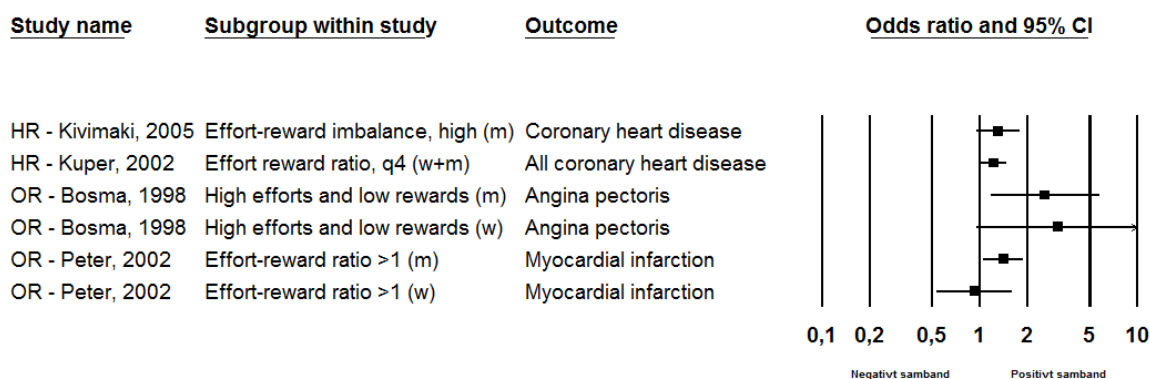 Study name Subgroup within study Outcome Odds ratio and 95% CI
HR - Kivimaki, 2005 Effort-reward imbalance, high (m) Coronary heart disease
HR - Kuper, 2002 Effort reward ratio, q4 (w+m) All coronary heart disease
OR - Bosma, 1998 High efforts and low rewards (m) Angina pectoris
OR - Bosma, 1998 High efforts and low rewards (w) Angina pectoris
OR - Peter, 2002 Effort-reward ratio >1 (m) Myocardial infarction
OR - Peter, 2002 Effort-reward ratio >1 (w) Myocardial infarction
0,1 0,2 0,5 1 2 5 10
Negativt samband Positivt samband